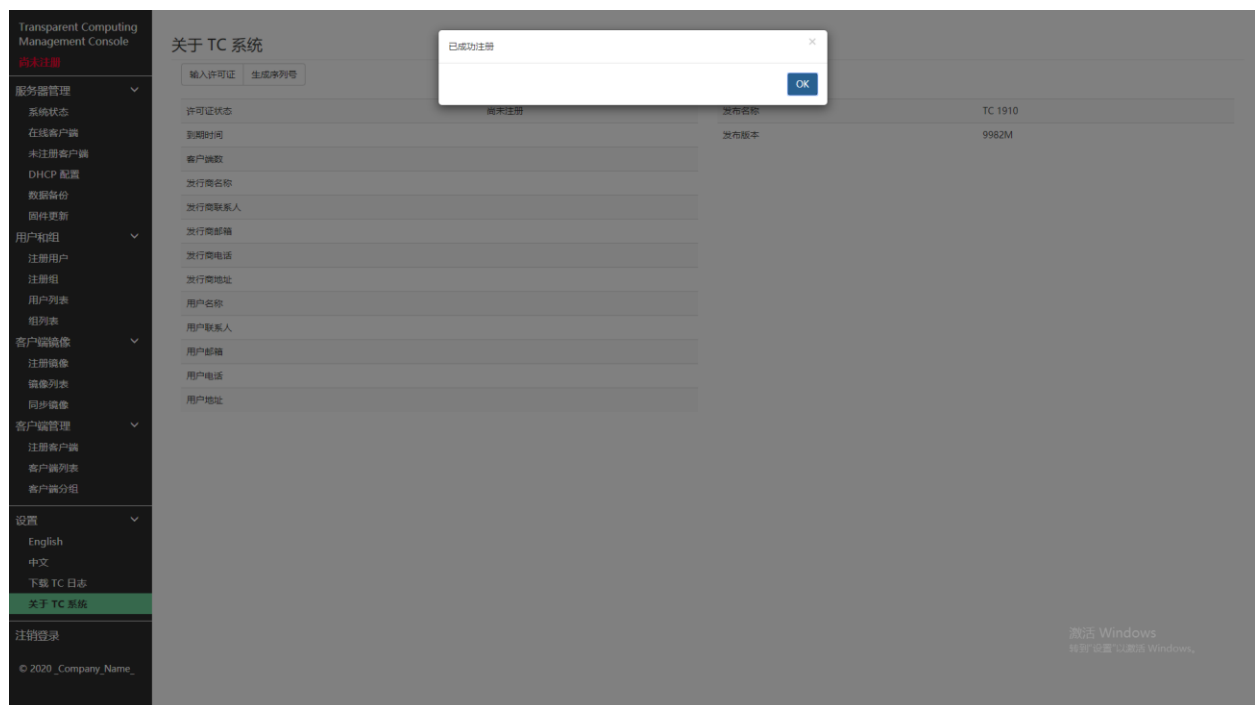 Transparent Computing
Management Console
尚未注册
服务器管理
系统状态
在线客户端
未注册客户端
DHCP 配置
数据备份
固件更新
用户和组
注册用户
注册组
用户列表
组列表
客户端镜像
注册镜像
镜像列表
同步镜像
客户端管理
注册客户端
客户端列表
客户端分组
设置
English
中文
下载 TC 日志
关于 TC 系统
注销登录
© 2020 _Company_Name_
关于 TC 系统
输入许可证 生成序列号
已成功注册 ×
OK
许可证状态 尚未注册
到期时间
客户端数
发行商名称
发行商联系人
发行商邮箱
发行商电话
发行商地址
用户名称
用户联系人
用户邮箱
用户电话
用户地址
发布名称 TC 1910
发布版本 9982M
激活 Windows
转到"设置"以激活 Windows。